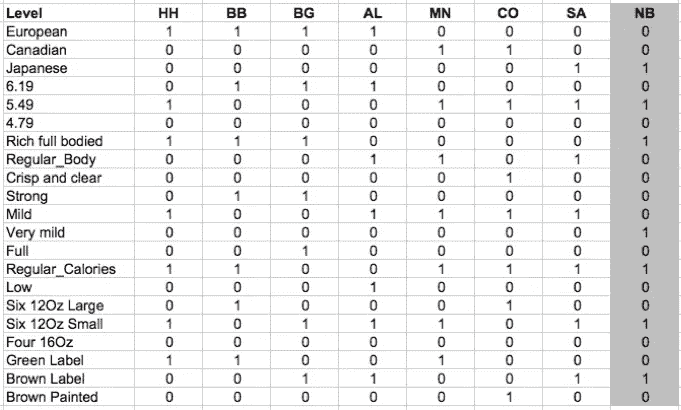 Level HH BB BG AL MN CO SA NB
European 1 1 1 1 0 0 0 0
Canadian 0 0 0 0 1 1 0 0
Japanese 0 0 0 0 0 0 1 1
6.19 0 1 1 1 0 0 0 0
5.49 1 0 0 0 1 1 1 1
4.79 0 0 0 0 0 0 0 0
Rich full bodied 1 1 1 0 0 0 0 1
Regular_Body 0 0 0 1 1 0 1 0
Crisp and clear 0 0 0 0 0 1 0 0
Strong 0 1 1 0 0 0 0 0
Mild 1 0 0 1 1 1 1 0
Very mild 0 0 0 0 0 0 0 1
Full 0 0 1 0 0 0 0 0
Regular_Calories 1 1 0 0 1 1 1 1
Low 0 0 0 1 0 0 0 0
Six 12Oz Large 0 1 0 0 0 1 0 0
Six 12Oz Small 1 0 1 1 1 0 1 1
Four 16Oz 0 0 0 0 0 0 0 0
Green Label 1 1 0 0 1 0 0 0
Brown Label 0 0 1 1 0 0 1 1
Brown Painted 0 0 0 0 0 1 0 0